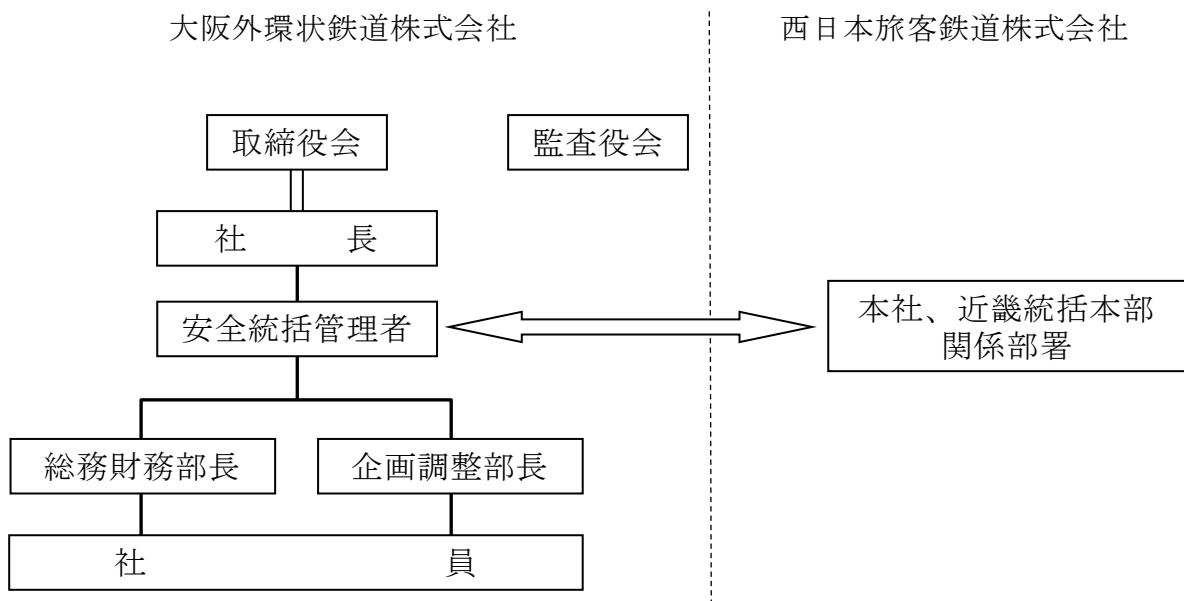 大阪外環状鉄道株式会社
西日本旅客鉄道株式会社
取締役会
監査役会
社　　　長
安全統括管理者
本社、近畿統括本部
関係部署
総務財務部長
企画調整部長
社　　　　　　　　員